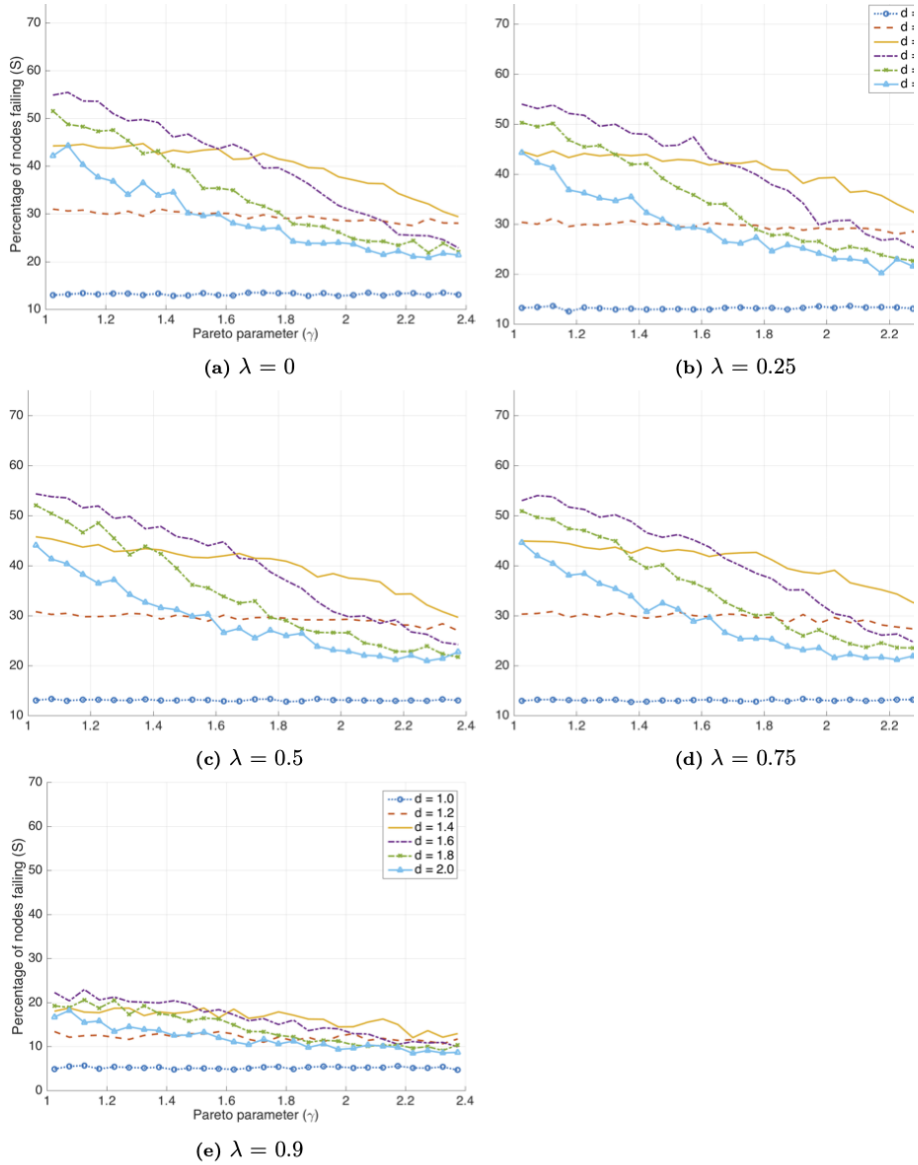 70
60
50
40
30
20
10
Percentage of nodes failing (S)
1 1.2 1.4 1.6 1.8 2 2.2 2.4
Pareto parameter (γ)
(a) λ = 0
70
60
50
40
30
20
10
1 1.2 1.4 1.6 1.8 2 2.2
Pareto parameter (γ)
d =
d =
d =
d =
d =
d =
(b) λ = 0.25
70
60
50
40
30
20
10
1 1.2 1.4 1.6 1.8 2 2.2 2.4
(c) λ = 0.5
70
60
50
40
30
20
10
1 1.2 1.4 1.6 1.8 2 2.2
(d) λ = 0.75
70
60
50
40
30
20
10
0
Percentage of nodes failing (S)
d = 1.0
d = 1.2
d = 1.4
d = 1.6
d = 1.8
d = 2.0
1 1.2 1.4 1.6 1.8 2 2.2 2.4
Pareto parameter (γ)
(e) λ = 0.9